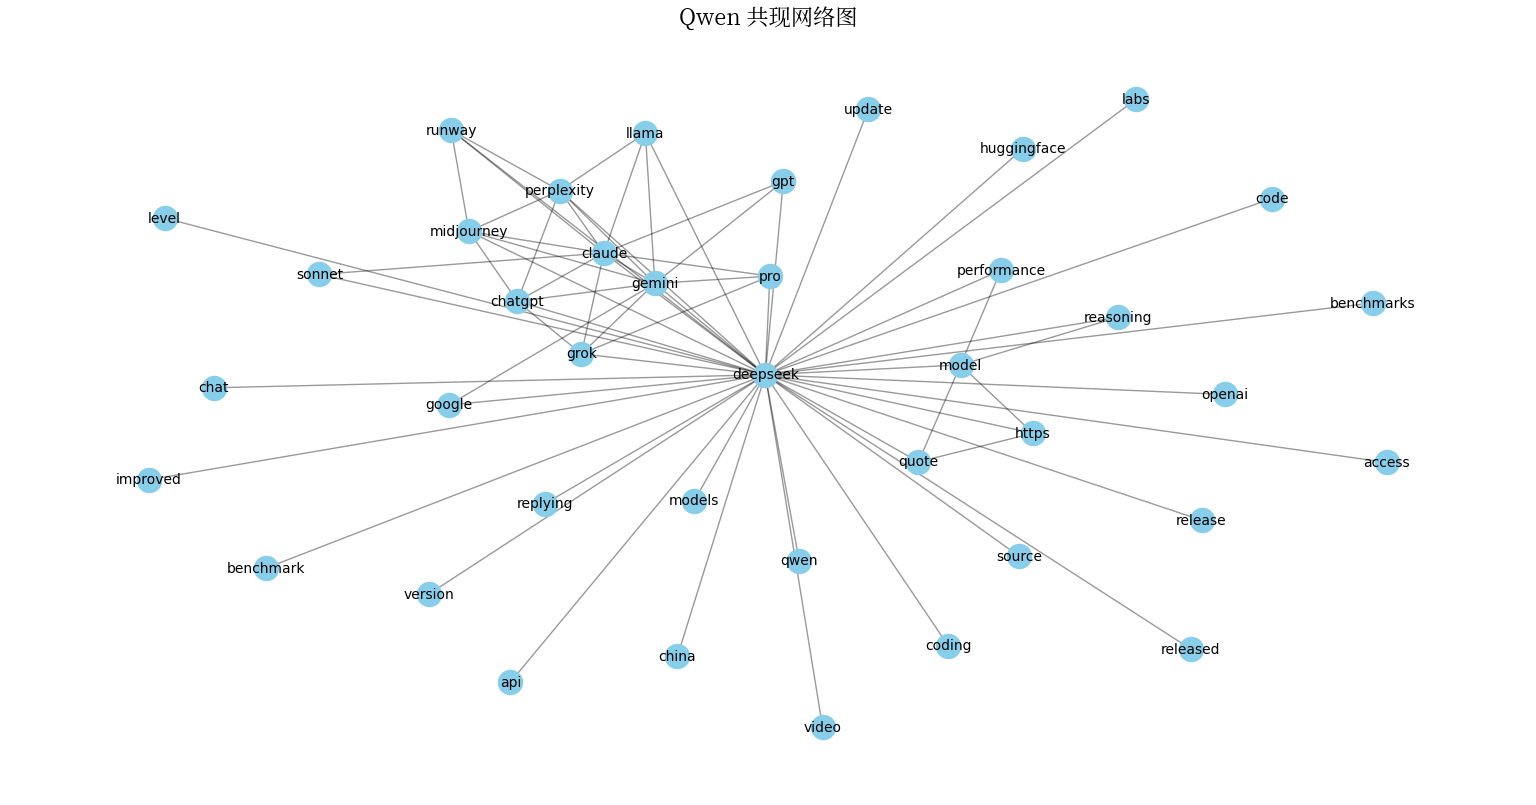 Qwen 共现网络图
labs
update
runway
llama
huggingface
gpt
perplexity
code
level
midjourney
claude
sonnet
performance
pro
gemini
chatgpt
benchmarks
reasoning
grok
model
deepseek
chat
openai
google
https
quote
access
improved
models
replying
release
source
qwen
benchmark
version
coding
released
china
api
video